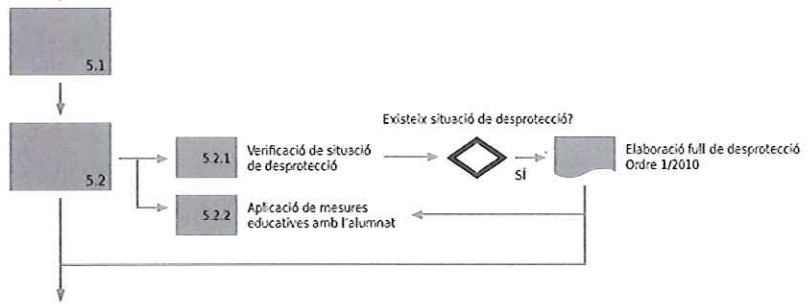 5.1
Existeix situació de desprotecció?
5.2
5.2.1
Verificació de situació
de desprotecció
SÍ
Elaboració full de desprotecció
Ordre 1/2010
5.2.2
Aplicació de mesures
educatives amb l'alumnat